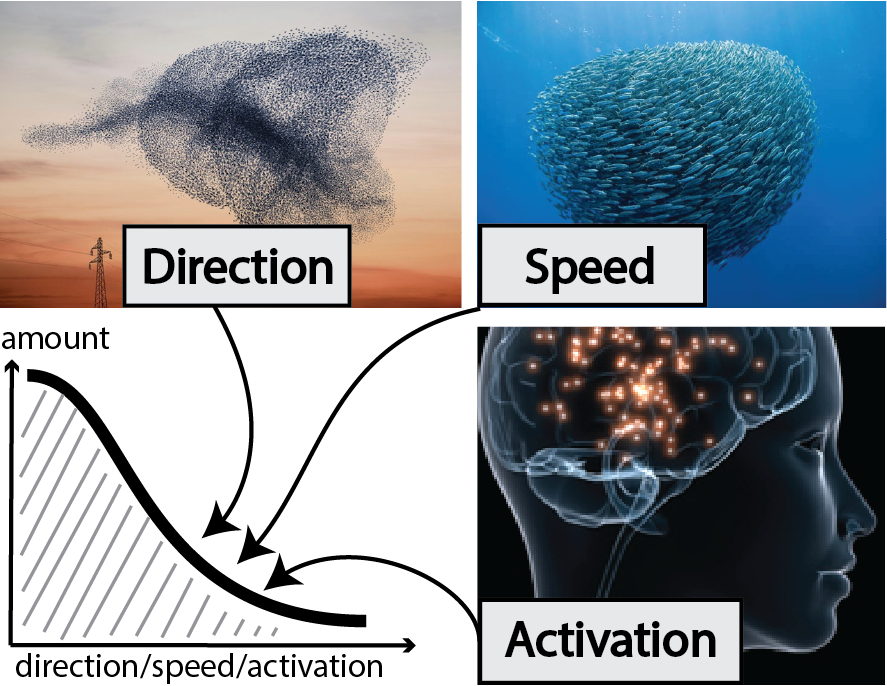 Direction
Speed
amount
direction/speed/activation
Activation